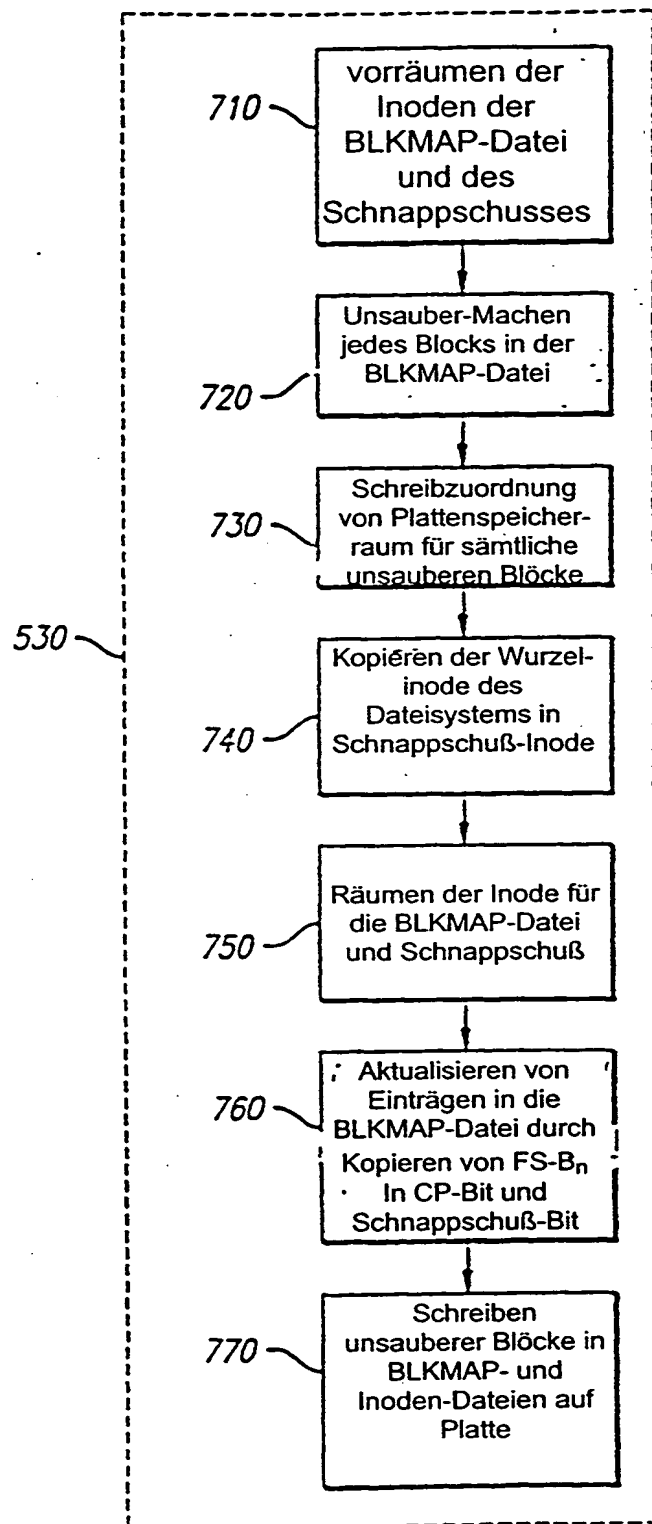 710
vorräumen der
Inoden der
BLKMAP-Datei
und des
Schnappschusses
720
Unsauber-Machen
jedes Blocks in der
BLKMAP-Datei
730
Schreibzuordnung
von Plattenspeicher-
raum für sämtliche
unsauberen Blöcke
530
740
Kopieren der Wurzel-
inode des
Dateisystems in
Schnappschuß-Inode
750
Räumen der Inode für
die BLKMAP-Datei
und Schnappschuß
760
Aktualisieren von
Einträgen in die
BLKMAP-Datei durch
Kopieren von FS-Bn
In CP-Bit und
Schnappschuß-Bit
770
Schreiben
unsauberer Blöcke in
BLKMAP- und
Inoden-Dateien auf
Platte